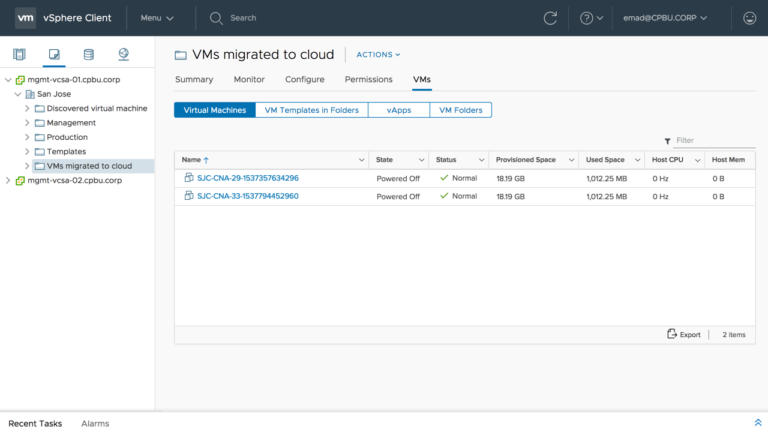 vm vSphere Client Menu Search emad@CPBU.CORP
VMs migrated to cloud ACTIONS
Summary Monitor Configure Permissions VMs
Virtual Machines VM Templates in Folders vApps VM Folders
mgmt-vcsa-01.cpbu.corp
San Jose
Discovered virtual machine
Management
Production
Templates
VMs migrated to cloud
mgmt-vcsa-02.cpbu.corp
Filter
Name State Status Provisioned Space Used Space Host CPU Host Mem
SJC-CNA-29-1537357634296 Powered Off Normal 18.19 GB 1,012.25 MB 0 Hz 0 B
SJC-CNA-33-1537794452960 Powered Off Normal 18.19 GB 1,012.25 MB 0 Hz 0 B
Export 2 items
Recent Tasks Alarms